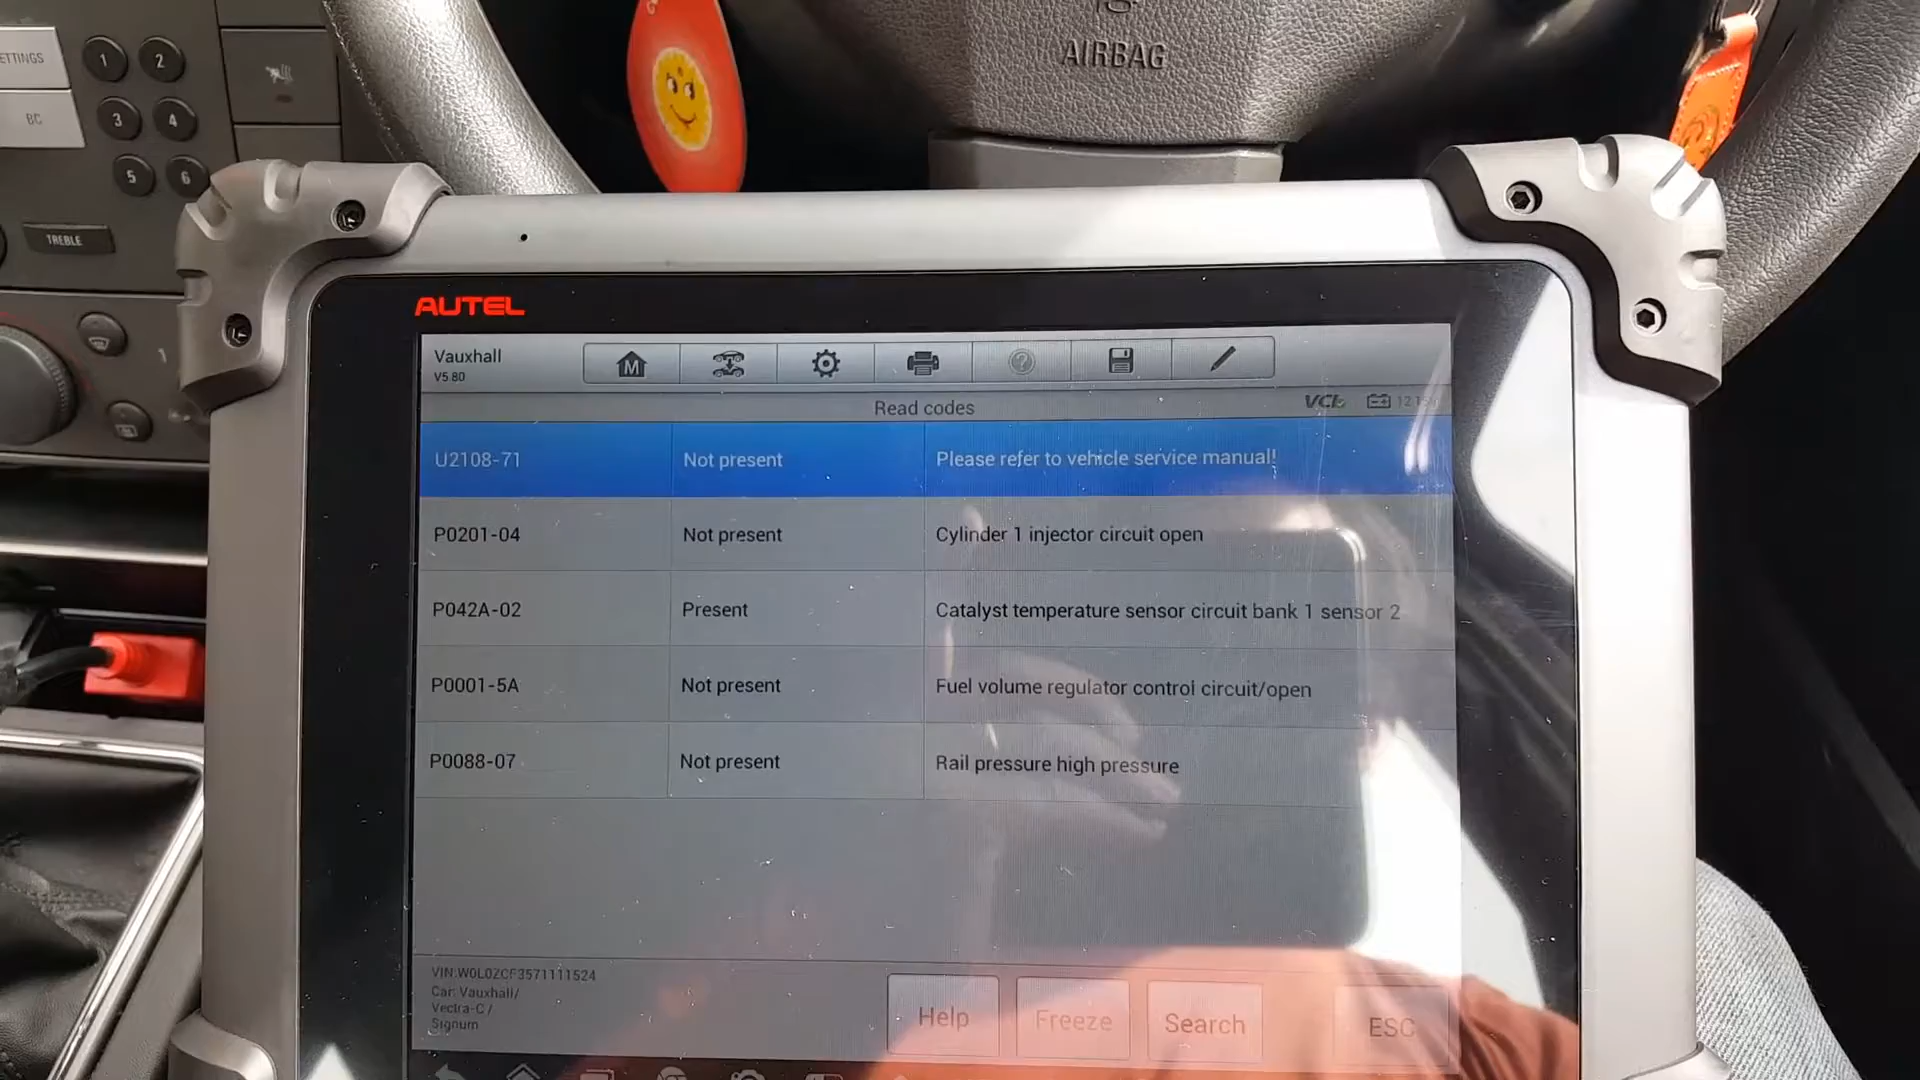 AIRBAG
ETTINGS
1
2
BC
3
4
5
6
TREBLE
AUTEL
Vauxhall
V5.80
M
?
Read codes
VCI
U2108-71 Not present Please refer to vehicle service manual!
P0201-04 Not present Cylinder 1 injector circuit open
P042A-02 Present Catalyst temperature sensor circuit bank 1 sensor 2
P0001-5A Not present Fuel volume regulator control circuit/open
P0088-07 Not present Rail pressure high pressure
VIN:W0L0ZCF3571111524
Car: Vauxhall/
Vectra-C /
Signum
Help
Freeze
Search
ESC